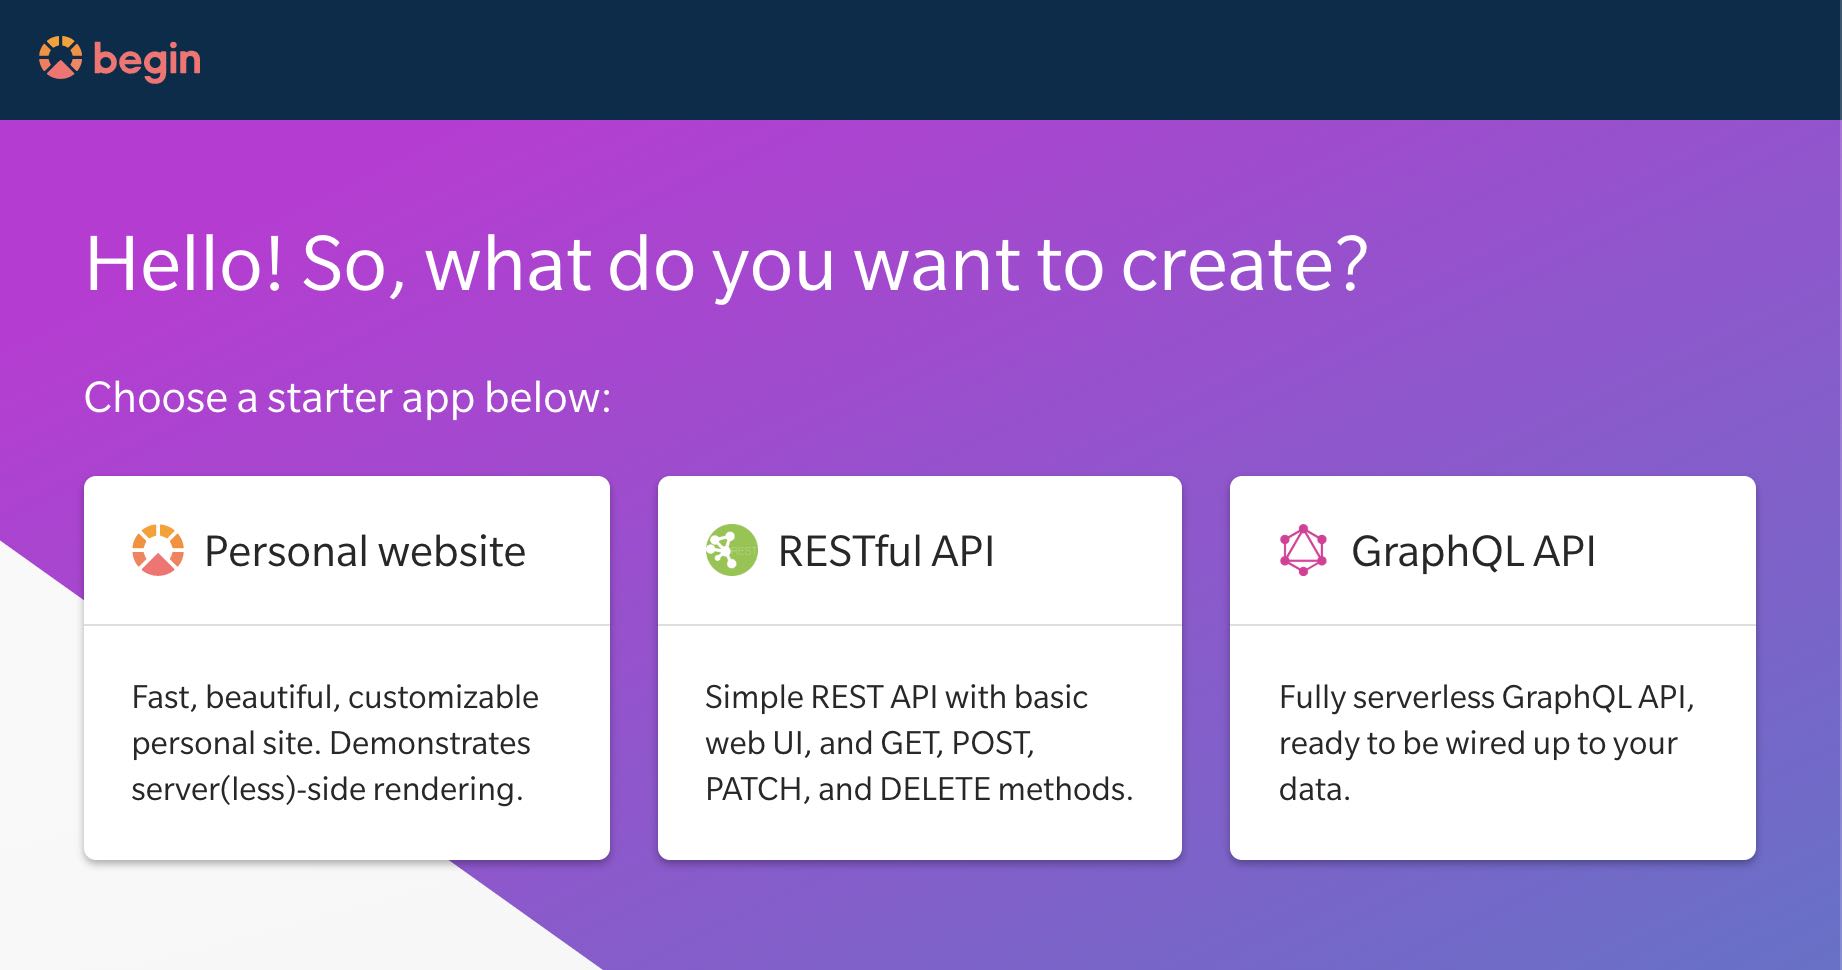 begin
Hello! So, what do you want to create?
Choose a starter app below:
Personal website
Fast, beautiful, customizable
personal site. Demonstrates
server(less)-side rendering.
REST
RESTful API
Simple REST API with basic
web UI, and GET, POST,
PATCH, and DELETE methods.
GraphQL API
Fully serverless GraphQL API,
ready to be wired up to your
data.